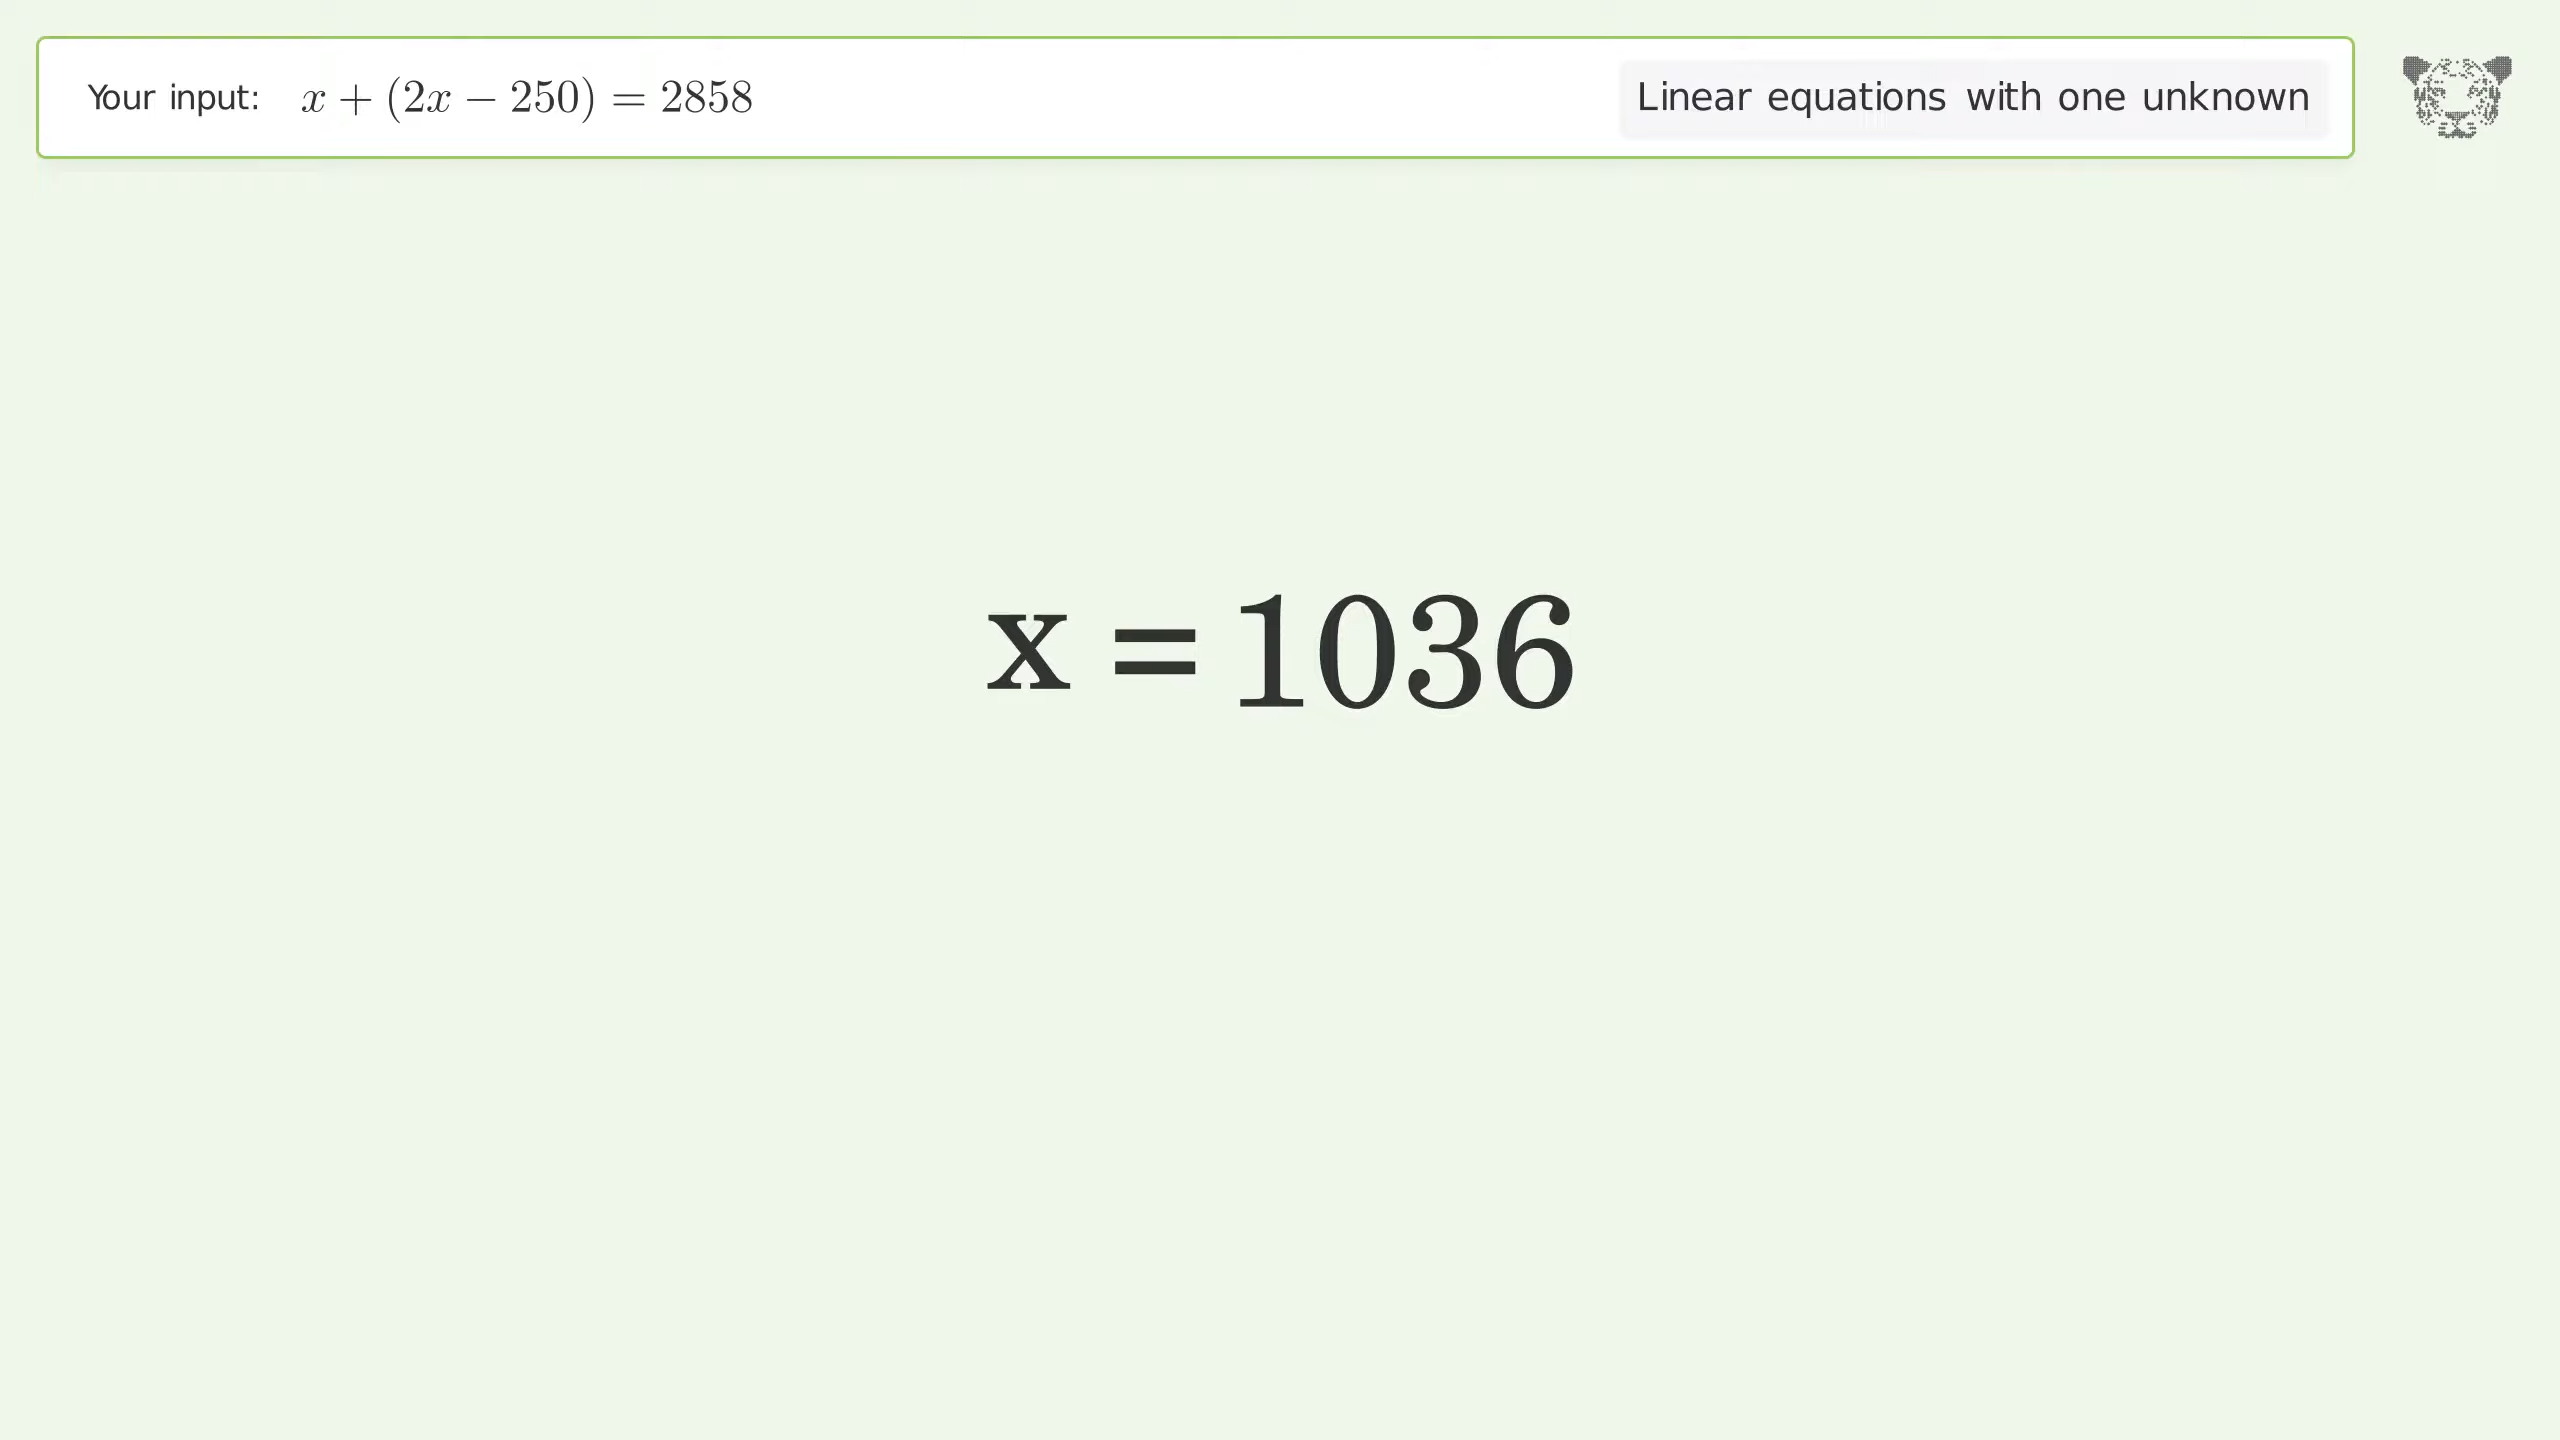 Your input: x + (2x − 250) = 2858
Linear equations with one unknown
x = 1036